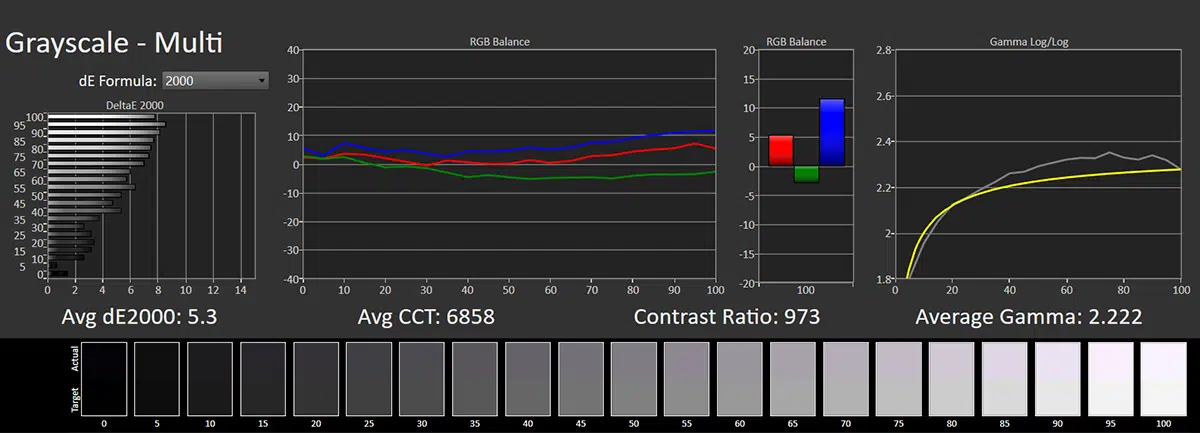 Grayscale - Multi
dE Formula: 2000
DeltaE 2000
100
95
90
85
80
75
70
65
60
55
50
45
40
35
30
25
20
15
10
5
0
0 2 4 6 8 10 12 14
RGB Balance
40
30
20
10
0
-10
-20
-30
-40
0 10 20 30 40 50 60 70 80 90 100
RGB Balance
20
15
10
5
0
-5
-10
-15
-20
100
Gamma Log/Log
2.8
2.6
2.4
2.2
2
1.8
0 20 40 60 80 100
Avg dE2000: 5.3
Avg CCT: 6858
Contrast Ratio: 973
Average Gamma: 2.222
Actual
Target
0 5 10 15 20 25 30 35 40 45 50 55 60 65 70 75 80 85 90 95 100